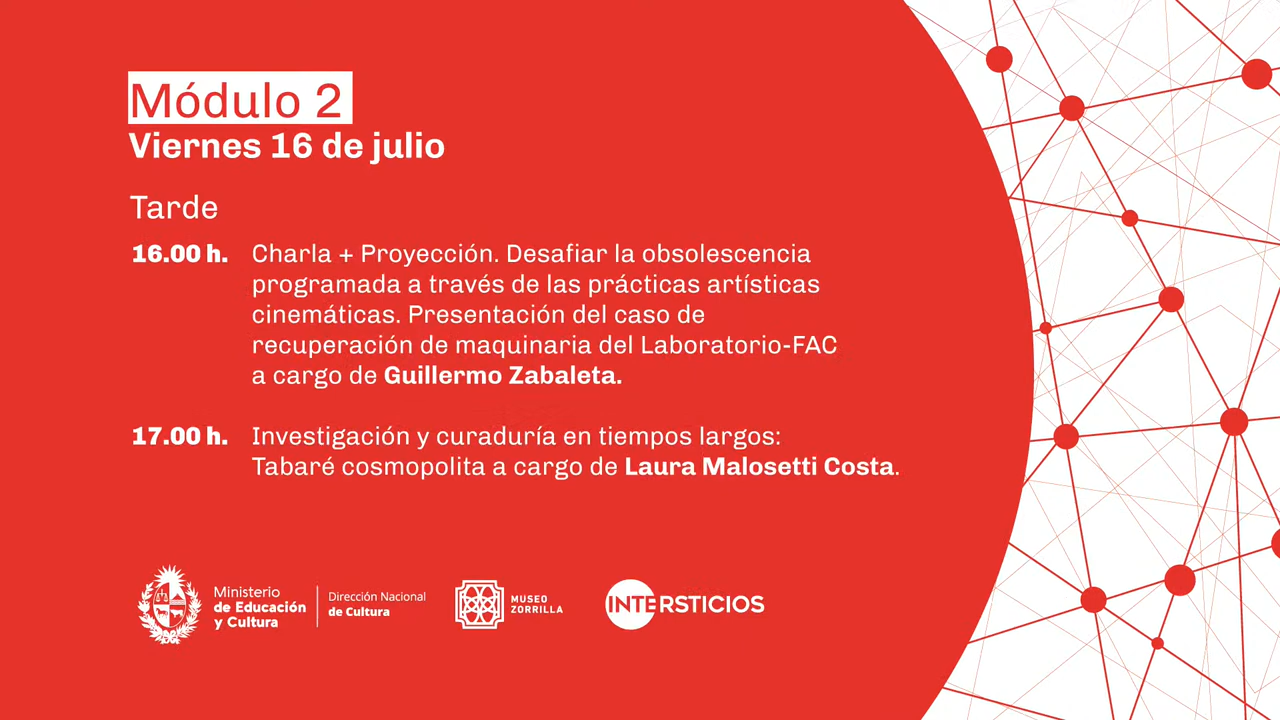 Módulo 2
Viernes 16 de julio
Tarde
16.00 h. Charla + Proyección. Desafiar la obsolescencia
programada a través de las prácticas artísticas
cinemáticas. Presentación del caso de
recuperación de maquinaria del Laboratorio-FAC
a cargo de Guillermo Zabaleta.
17.00 h. Investigación y curaduría en tiempos largos:
Tabaré cosmopolita a cargo de Laura Malosetti Costa.
Ministerio
de Educación
y Cultura
Dirección Nacional
de Cultura
MUSEO
ZORRILLA
INTERSTICIOS